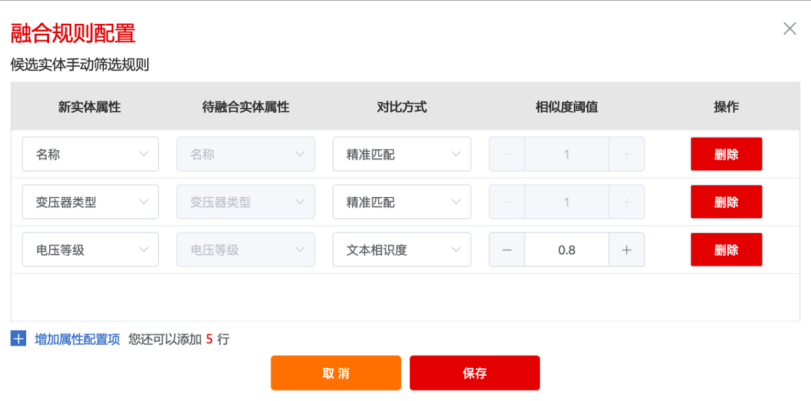 融合规则配置
候选实体手动筛选规则
新实体属性 待融合实体属性 对比方式 相似度阈值 操作
名称 名称 精准匹配 1 删除
变压器类型 变压器类型 精准匹配 1 删除
电压等级 电压等级 文本相识度 0.8 删除
增加属性配置项 您还可以添加 5 行
取 消 保存